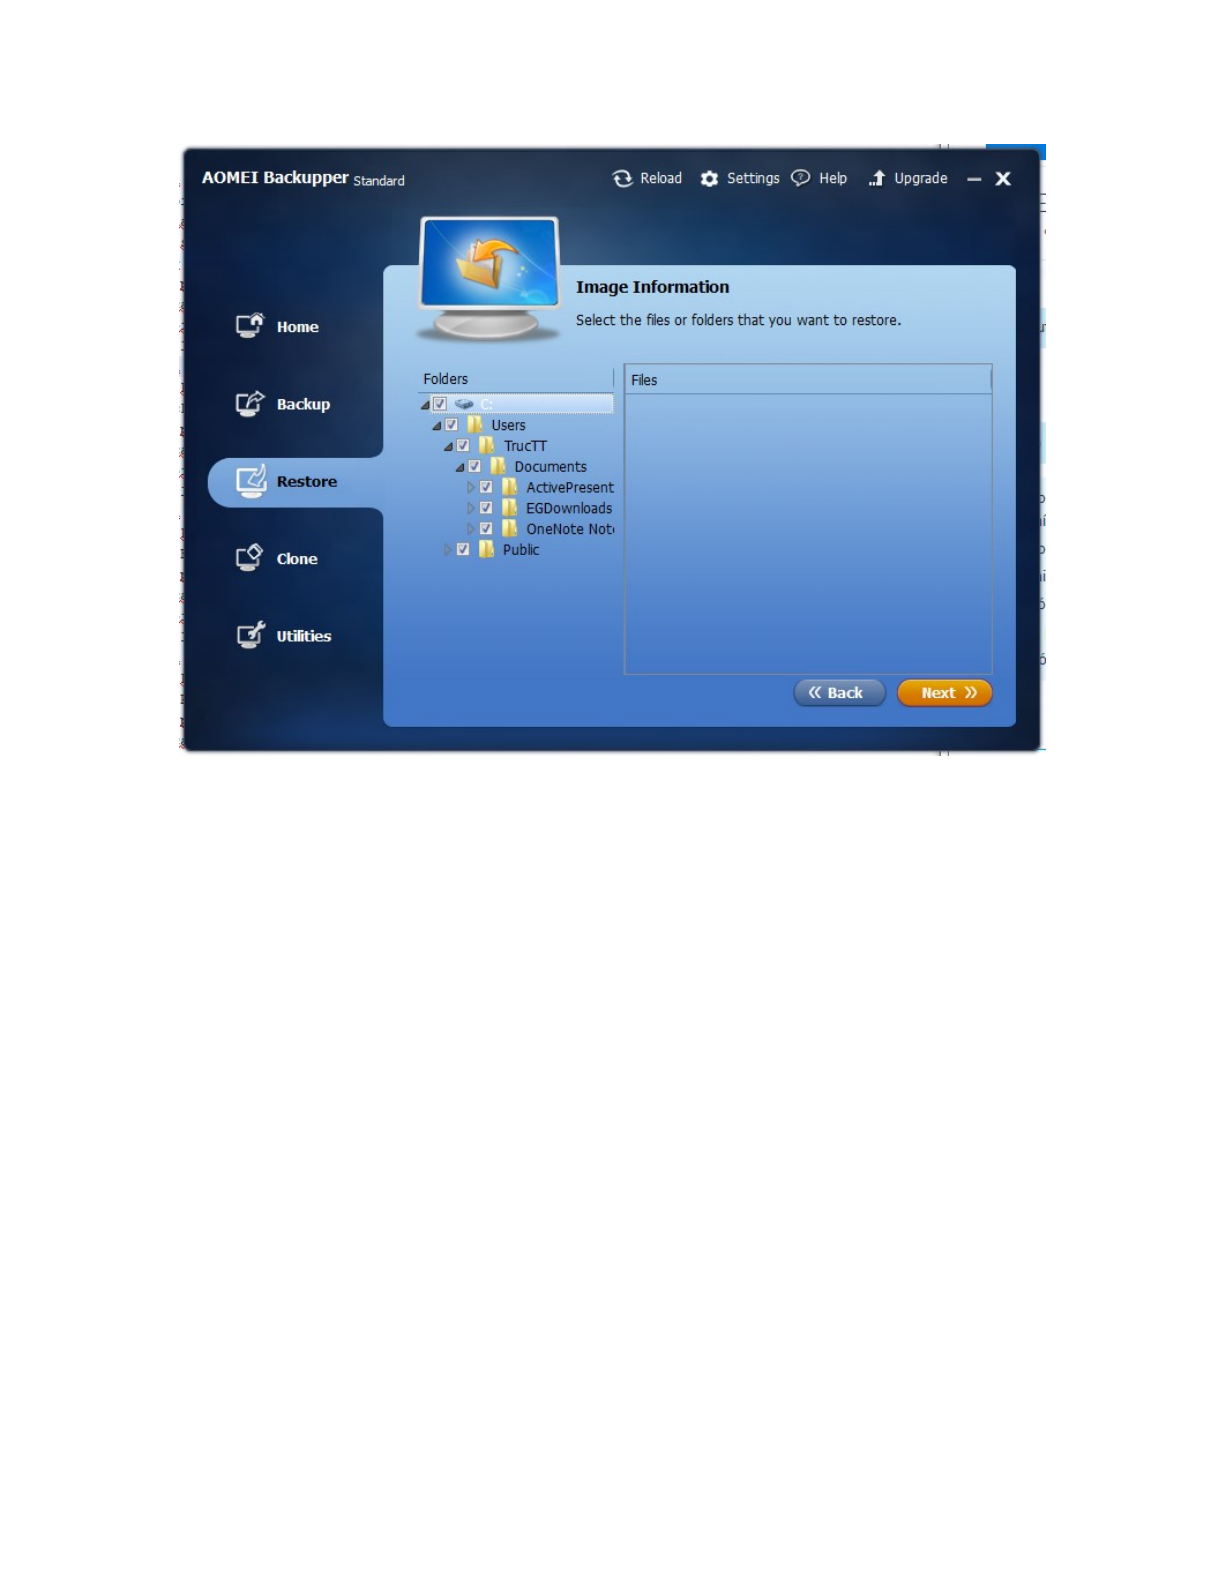 AOMEI Backupper Standard
Reload Settings Help Upgrade
Image Information
Select the files or folders that you want to restore.
Home
Backup
Restore
Clone
Utilities
Folders
C:
Users
TrucTT
Documents
ActivePresent
EGDownloads
OneNote Not
Public
Files
Back
Next